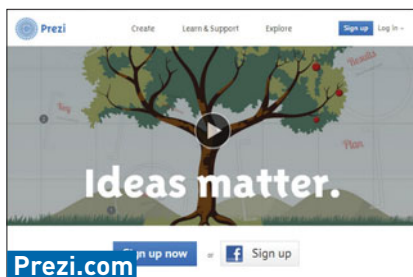 Prezi Create Learn & Support Explore Sign up Log in
Results
Key
Plan
Ideas matter.
Sign up now or f Sign up
Prezi.com